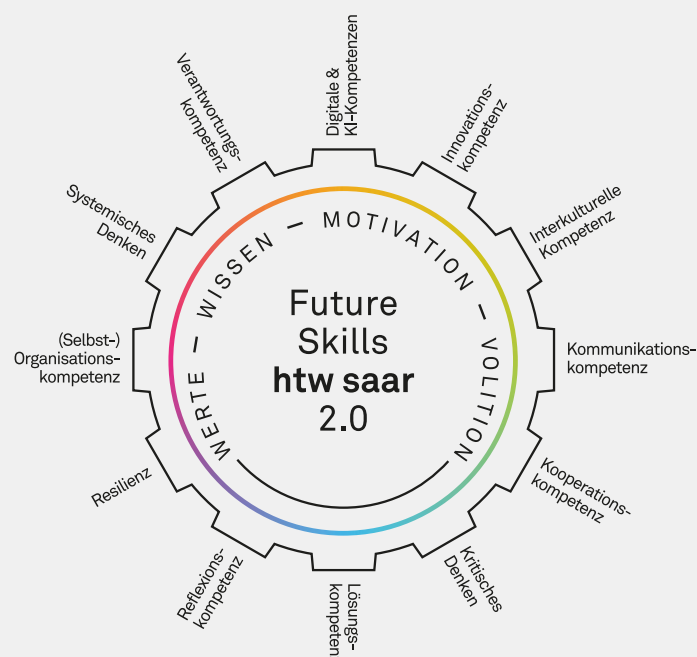 Future
Skills
htw saar
2.0
WERTE – WISSEN – MOTIVATION – VOLITION
Digitale &
KI-Kompetenzen
Innovations-
kompetenz
Interkulturelle
Kompetenz
Kommunikations-
kompetenz
Kooperations-
kompetenz
Kritisches
Denken
Lösungs-
kompeten
Reflexions-
kompetenz
Resilienz
(Selbst-)
Organisations-
kompetenz
Systemisches
Denken
Verantwortungs-
kompetenz